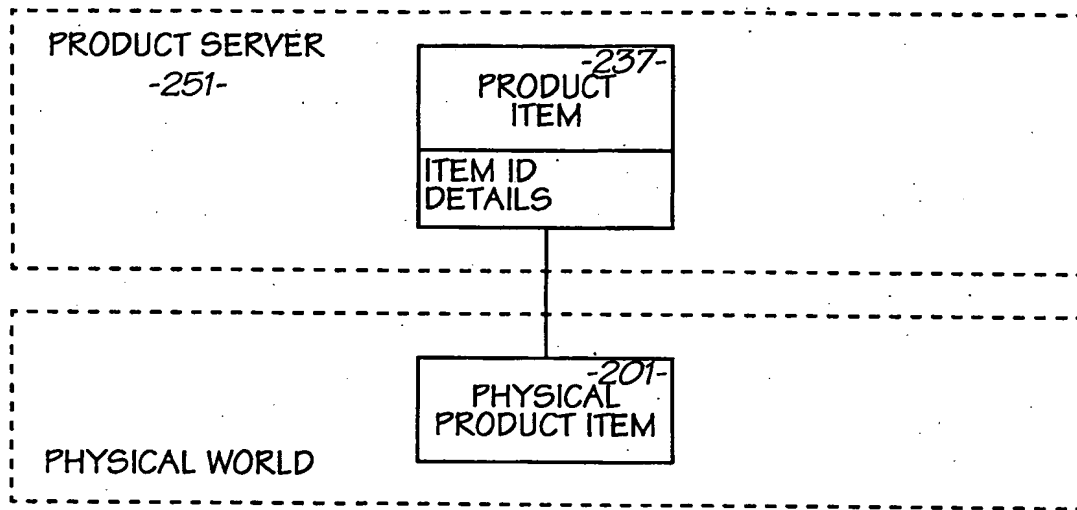 PRODUCT SERVER
-251-
-237-
PRODUCT
ITEM
ITEM ID
DETAILS
-201-
PHYSICAL
PRODUCT ITEM
PHYSICAL WORLD